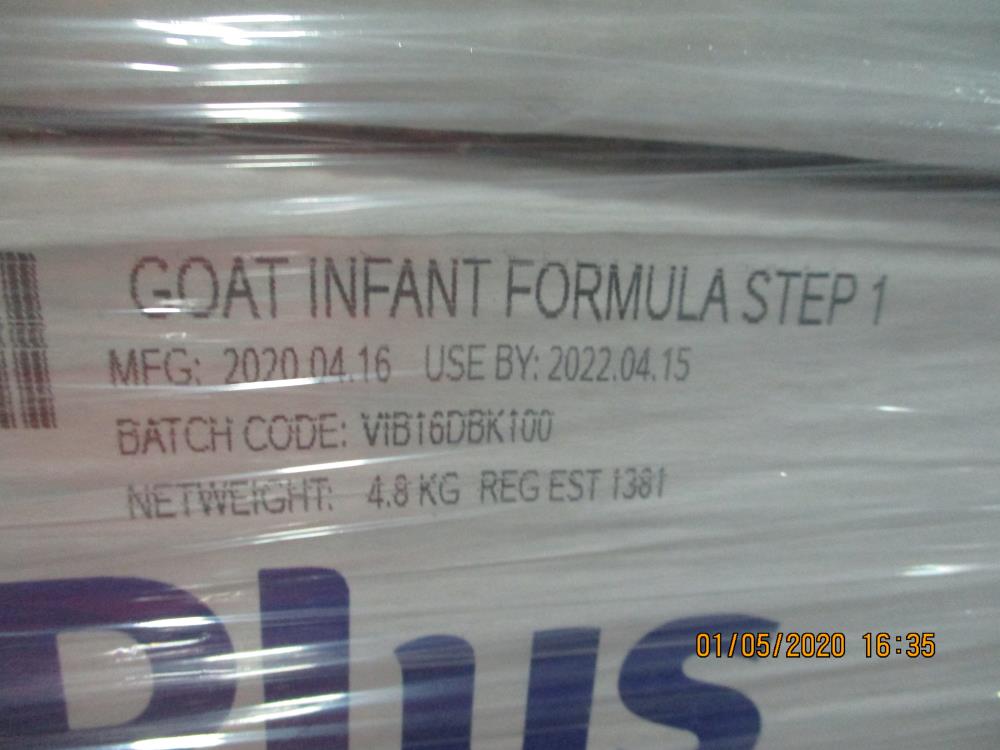 GOAT INFANT FORMULA STEP 1
MFG: 2020.04.16 USE BY: 2022.04.15
BATCH CODE: VIB16DBK100
NETWEIGHT: 4.8 KG REG EST 1381
Plus
01/05/2020 16:35